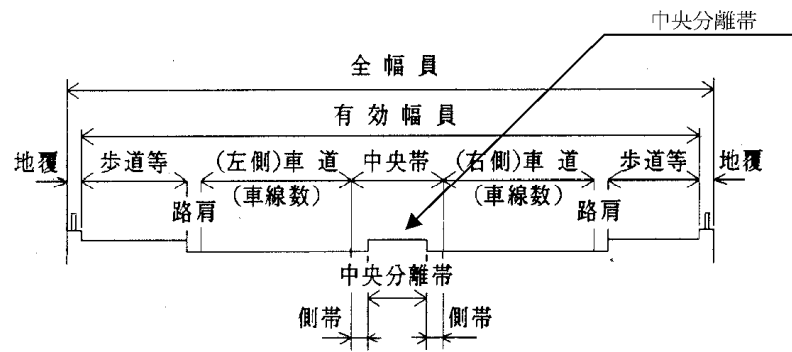 中央分離帯
全幅員
有効幅員
地覆 歩道等 (左側)車道 中央帯 (右側)車道 歩道等 地覆
路肩 (車線数) (車線数) 路肩
中央分離帯
側帯 側帯